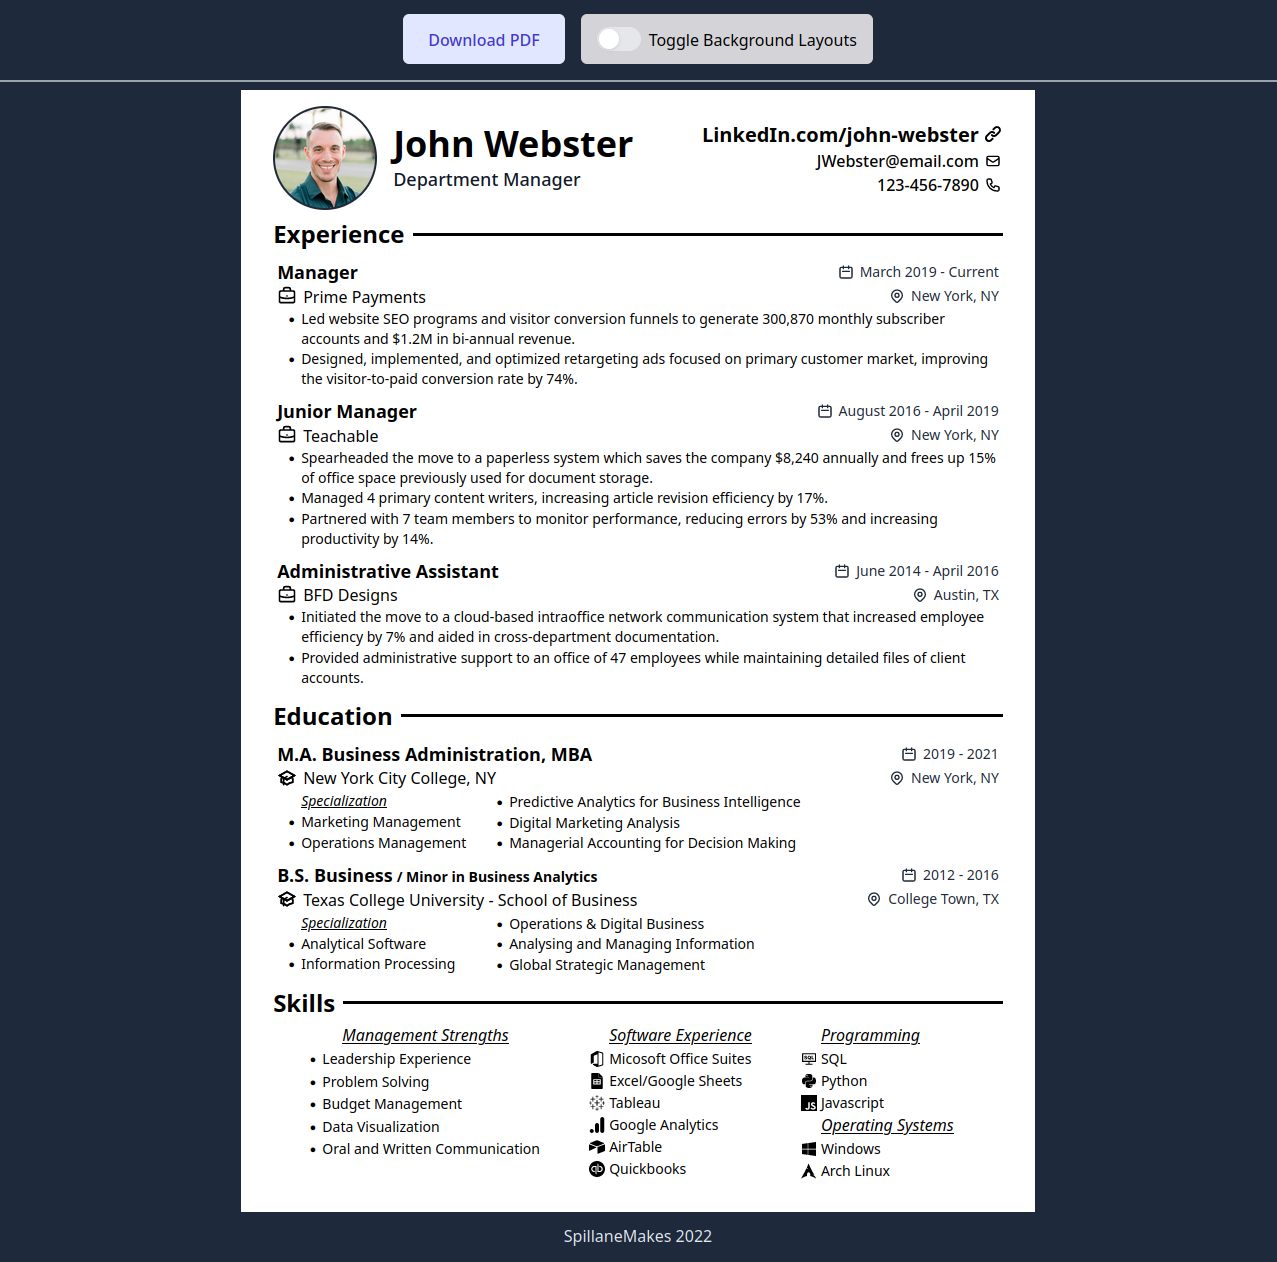 Download PDF
Toggle Background Layouts
John Webster
Department Manager
LinkedIn.com/john-webster
JWebster@email.com
123-456-7890
Experience
Manager
March 2019 - Current
Prime Payments
New York, NY
• Led website SEO programs and visitor conversion funnels to generate 300,870 monthly subscriber
accounts and $1.2M in bi-annual revenue.
• Designed, implemented, and optimized retargeting ads focused on primary customer market, improving
the visitor-to-paid conversion rate by 74%.
Junior Manager
August 2016 - April 2019
Teachable
New York, NY
• Spearheaded the move to a paperless system which saves the company $8,240 annually and frees up 15%
of office space previously used for document storage.
• Managed 4 primary content writers, increasing article revision efficiency by 17%.
• Partnered with 7 team members to monitor performance, reducing errors by 53% and increasing
productivity by 14%.
Administrative Assistant
June 2014 - April 2016
BFD Designs
Austin, TX
• Initiated the move to a cloud-based intraoffice network communication system that increased employee
efficiency by 7% and aided in cross-department documentation.
• Provided administrative support to an office of 47 employees while maintaining detailed files of client
accounts.
Education
M.A. Business Administration, MBA
2019 - 2021
New York City College, NY
New York, NY
Specialization
• Marketing Management
• Operations Management
• Predictive Analytics for Business Intelligence
• Digital Marketing Analysis
• Managerial Accounting for Decision Making
B.S. Business / Minor in Business Analytics
2012 - 2016
Texas College University - School of Business
College Town, TX
Specialization
• Analytical Software
• Information Processing
• Operations & Digital Business
• Analysing and Managing Information
• Global Strategic Management
Skills
Management Strengths
• Leadership Experience
• Problem Solving
• Budget Management
• Data Visualization
• Oral and Written Communication
Software Experience
Micosoft Office Suites
Excel/Google Sheets
Tableau
Google Analytics
AirTable
Quickbooks
Programming
SQL
Python
Javascript
Operating Systems
Windows
Arch Linux
SpillaneMakes 2022